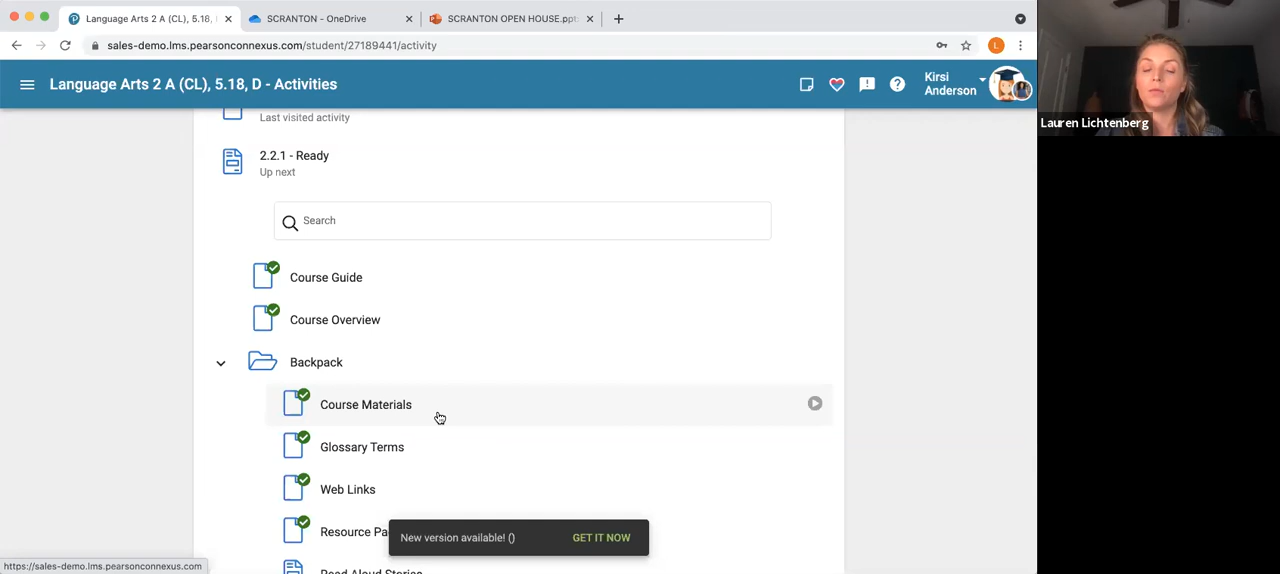 Language Arts 2 A (CL), 5.18,
SCRANTON - OneDrive
SCRANTON OPEN HOUSE.ppt
sales-demo.lms.pearsonconnexus.com/student/27189441/activity
L
Language Arts 2 A (CL), 5.18, D - Activities
Kirsi
Anderson
Lauren Lichtenberg
Last visited activity
2.2.1 - Ready
Up next
Search
Course Guide
Course Overview
Backpack
Course Materials
Glossary Terms
Web Links
Resource Pa
New version available! ()
GET IT NOW
https://sales-demo.lms.pearsonconnexus.com
Read Aloud Stories